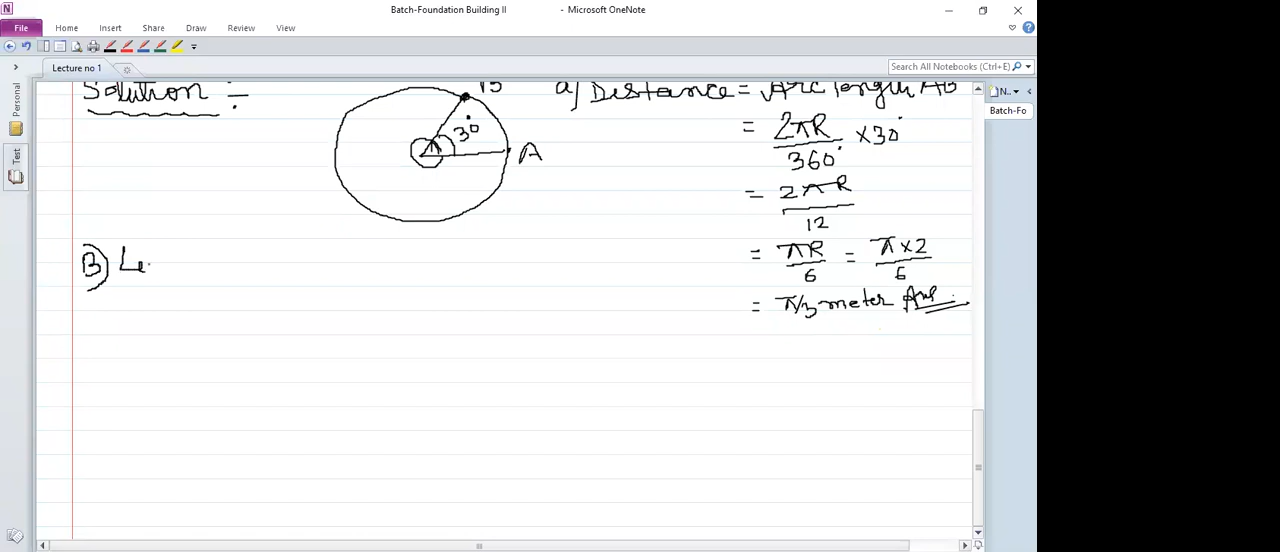 Batch-Foundation Building II - Microsoft OneNote
File Home Insert Share Draw Review View
Lecture no 1
Search All Notebooks (Ctrl+E)
Personal
Test
N..
Batch-Fo
Solution :-
B
30°
A
a) Distance = Arc length AB
= 2πR/360° × 30°
= 2πR/12
= πR/6 = π×2/6
= π/3 meter Ans.
B) Le